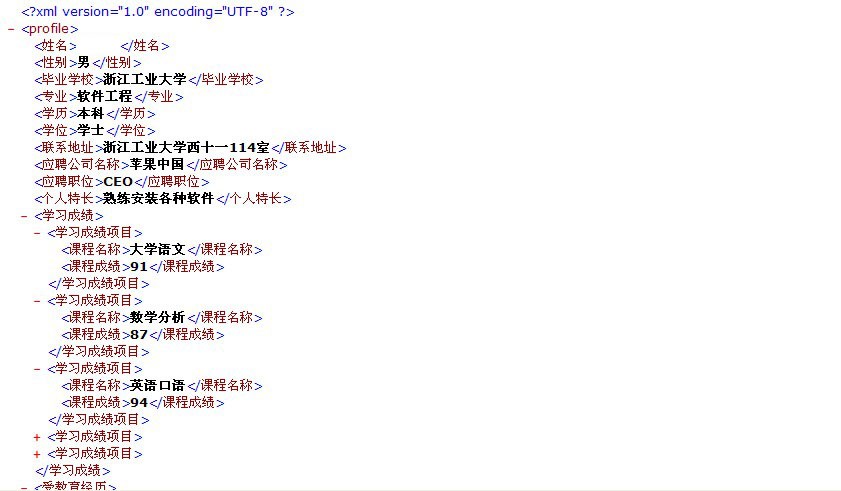 <?xml version="1.0" encoding="UTF-8" ?>
- <profile>
<姓名> </姓名>
<性别>男</性别>
<毕业学校>浙江工业大学</毕业学校>
<专业>软件工程</专业>
<学历>本科</学历>
<学位>学士</学位>
<联系地址>浙江工业大学西十一114室</联系地址>
<应聘公司名称>苹果中国</应聘公司名称>
<应聘职位>CEO</应聘职位>
<个人特长>熟练安装各种软件</个人特长>
- <学习成绩>
- <学习成绩项目>
<课程名称>大学语文</课程名称>
<课程成绩>91</课程成绩>
</学习成绩项目>
- <学习成绩项目>
<课程名称>数学分析</课程名称>
<课程成绩>87</课程成绩>
</学习成绩项目>
- <学习成绩项目>
<课程名称>英语口语</课程名称>
<课程成绩>94</课程成绩>
</学习成绩项目>
+ <学习成绩项目>
+ <学习成绩项目>
</学习成绩>
- <受教育经历>